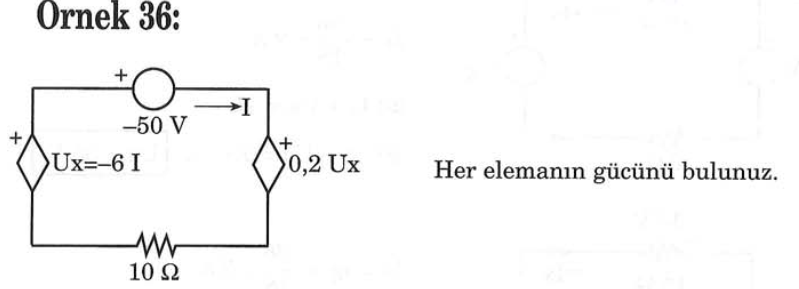 Örnek 36:
+
I
-50 V
+
Ux=-6 I
+
0,2 Ux
Her elemanın gücünü bulunuz.
10 Ω